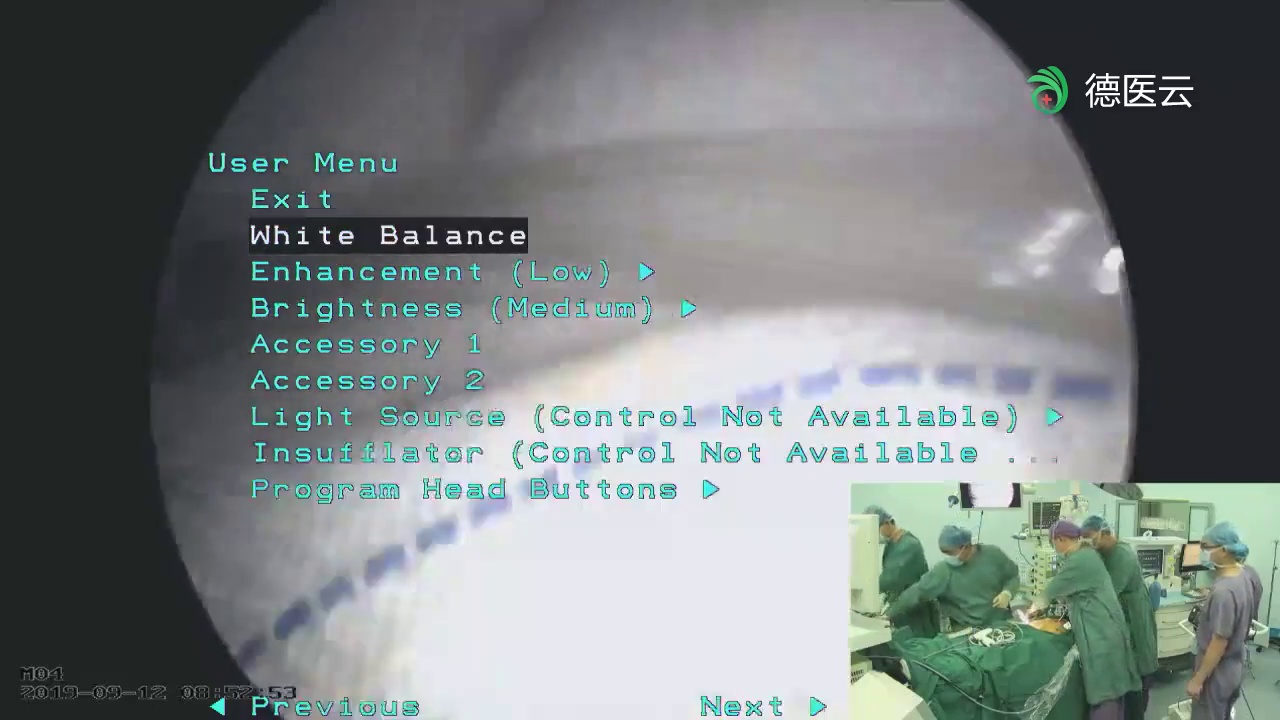 德医云
User Menu
Exit
White Balance
Enhancement (Low) ▶
Brightness (Medium) ▶
Accessory 1
Accessory 2
Light Source (Control Not Available) ▶
Insufflator (Control Not Available ...
Program Head Buttons ▶
M04
2019-09-12 08:52:53
◀ Previous
Next ▶